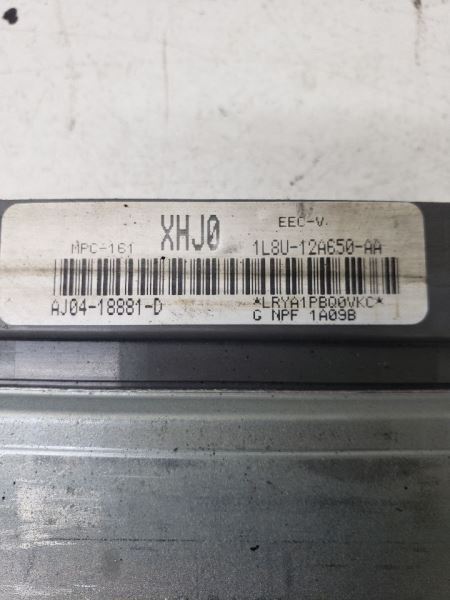 MPC-161 XHJ0 EEC-V
1L8U-12A650-AA
AJ04-18881-D *LRYA1PBQ0VKC*
G NPF 1A09B